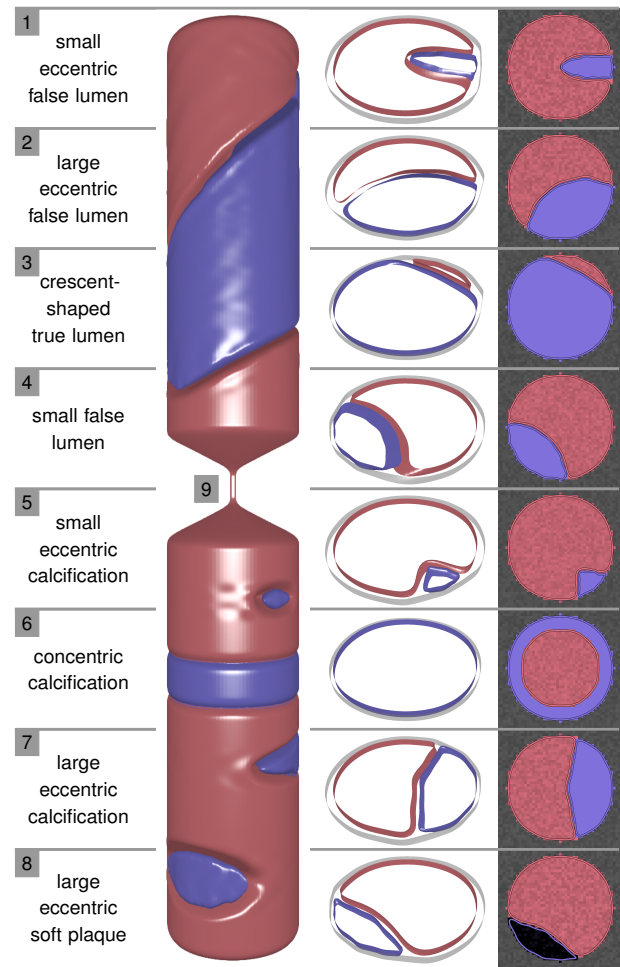 1
small
eccentric
false lumen
2
large
eccentric
false lumen
3
crescent-
shaped
true lumen
4
small false
lumen
9
5
small
eccentric
calcification
6
concentric
calcification
7
large
eccentric
calcification
8
large
eccentric
soft plaque